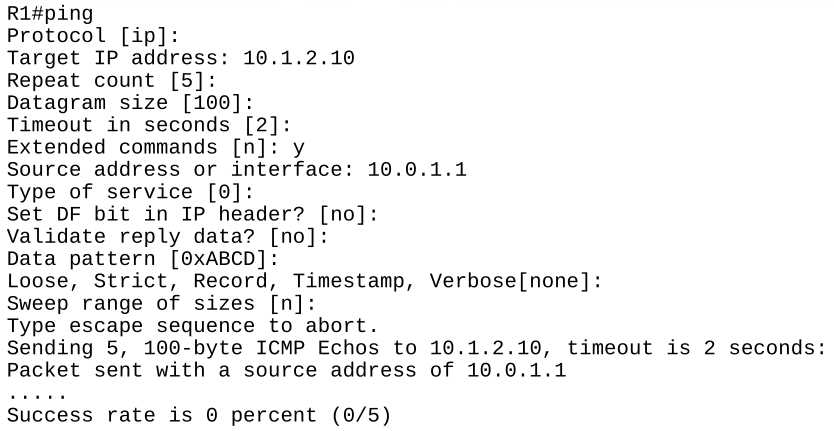 R1#ping
Protocol [ip]:
Target IP address: 10.1.2.10
Repeat count [5]:
Datagram size [100]:
Timeout in seconds [2]:
Extended commands [n]: y
Source address or interface: 10.0.1.1
Type of service [0]:
Set DF bit in IP header? [no]:
Validate reply data? [no]:
Data pattern [0xABCD]:
Loose, Strict, Record, Timestamp, Verbose[none]:
Sweep range of sizes [n]:
Type escape sequence to abort.
Sending 5, 100-byte ICMP Echos to 10.1.2.10, timeout is 2 seconds:
Packet sent with a source address of 10.0.1.1
.....
Success rate is 0 percent (0/5)